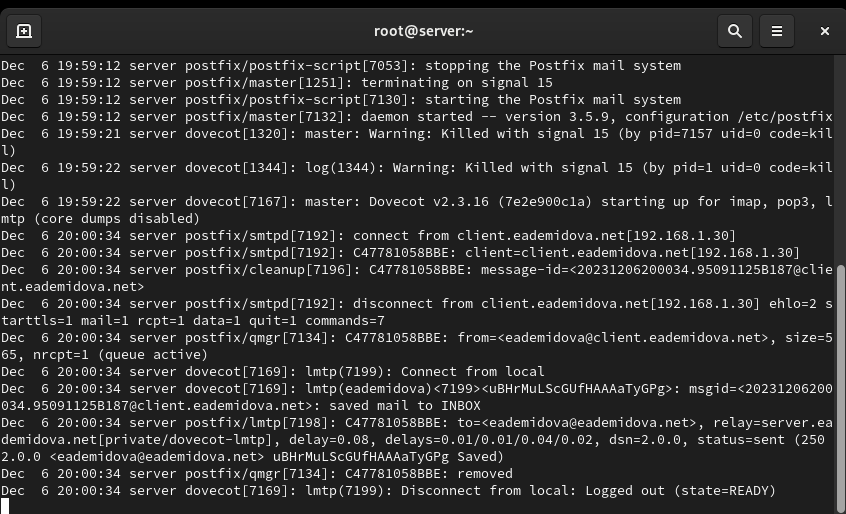 root@server:~
Dec  6 19:59:12 server postfix/postfix-script[7053]: stopping the Postfix mail system
Dec  6 19:59:12 server postfix/master[1251]: terminating on signal 15
Dec  6 19:59:12 server postfix/postfix-script[7130]: starting the Postfix mail system
Dec  6 19:59:12 server postfix/master[7132]: daemon started -- version 3.5.9, configuration /etc/postfix
Dec  6 19:59:21 server dovecot[1320]: master: Warning: Killed with signal 15 (by pid=7157 uid=0 code=kil
l)
Dec  6 19:59:22 server dovecot[1344]: log(1344): Warning: Killed with signal 15 (by pid=1 uid=0 code=kil
l)
Dec  6 19:59:22 server dovecot[7167]: master: Dovecot v2.3.16 (7e2e900c1a) starting up for imap, pop3, l
mtp (core dumps disabled)
Dec  6 20:00:34 server postfix/smtpd[7192]: connect from client.eademidova.net[192.168.1.30]
Dec  6 20:00:34 server postfix/smtpd[7192]: C47781058BBE: client=client.eademidova.net[192.168.1.30]
Dec  6 20:00:34 server postfix/cleanup[7196]: C47781058BBE: message-id=<20231206200034.95091125B187@clie
nt.eademidova.net>
Dec  6 20:00:34 server postfix/smtpd[7192]: disconnect from client.eademidova.net[192.168.1.30] ehlo=2 s
tarttls=1 mail=1 rcpt=1 data=1 quit=1 commands=7
Dec  6 20:00:34 server postfix/qmgr[7134]: C47781058BBE: from=<eademidova@client.eademidova.net>, size=5
65, nrcpt=1 (queue active)
Dec  6 20:00:34 server dovecot[7169]: lmtp(7199): Connect from local
Dec  6 20:00:34 server dovecot[7169]: lmtp(eademidova)<7199><uBHrMuLScGUfHAAAaTyGPg>: msgid=<20231206200
034.95091125B187@client.eademidova.net>: saved mail to INBOX
Dec  6 20:00:34 server postfix/lmtp[7198]: C47781058BBE: to=<eademidova@eademidova.net>, relay=server.ea
demidova.net[private/dovecot-lmtp], delay=0.08, delays=0.01/0.01/0.04/0.02, dsn=2.0.0, status=sent (250 
2.0.0 <eademidova@eademidova.net> uBHrMuLScGUfHAAAaTyGPg Saved)
Dec  6 20:00:34 server postfix/qmgr[7134]: C47781058BBE: removed
Dec  6 20:00:34 server dovecot[7169]: lmtp(7199): Disconnect from local: Logged out (state=READY)